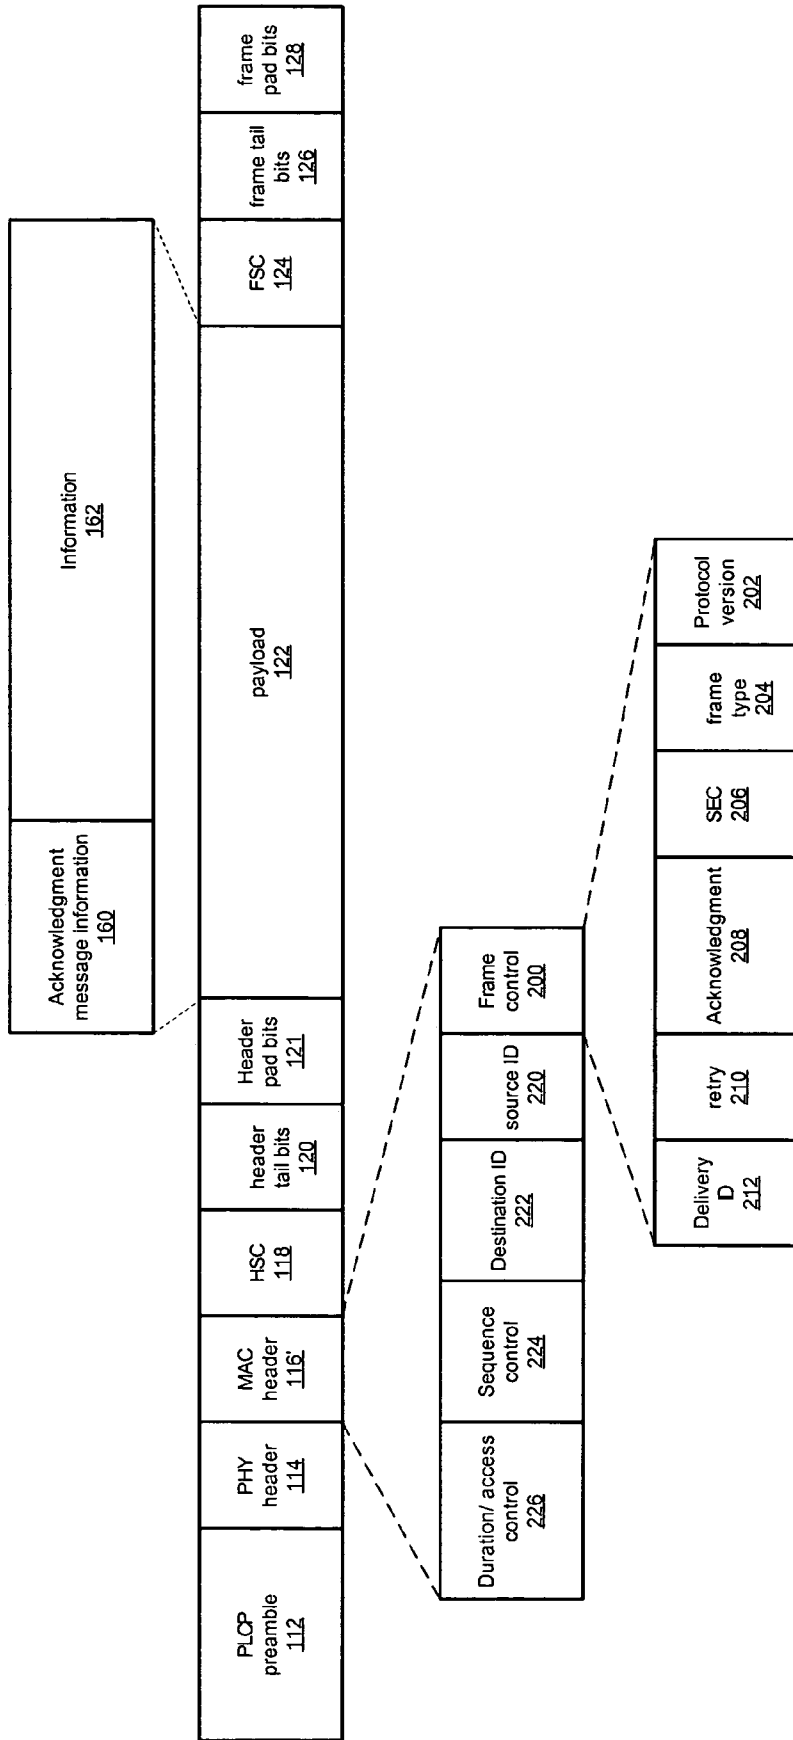 Acknowledgment
message information
160
Information
162
PLCP
preamble
112
PHY
header
114
MAC
header
116'
HSC
118
header
tail bits
120
Header
pad bits
121
payload
122
FSC
124
frame tail
bits
126
frame
pad bits
128
Duration/ access
control
226
Sequence
control
224
Destination ID
222
source ID
220
Frame
control
200
Delivery
ID
212
retry
210
Acknowledgment
208
SEC
206
frame
type
204
Protocol
version
202